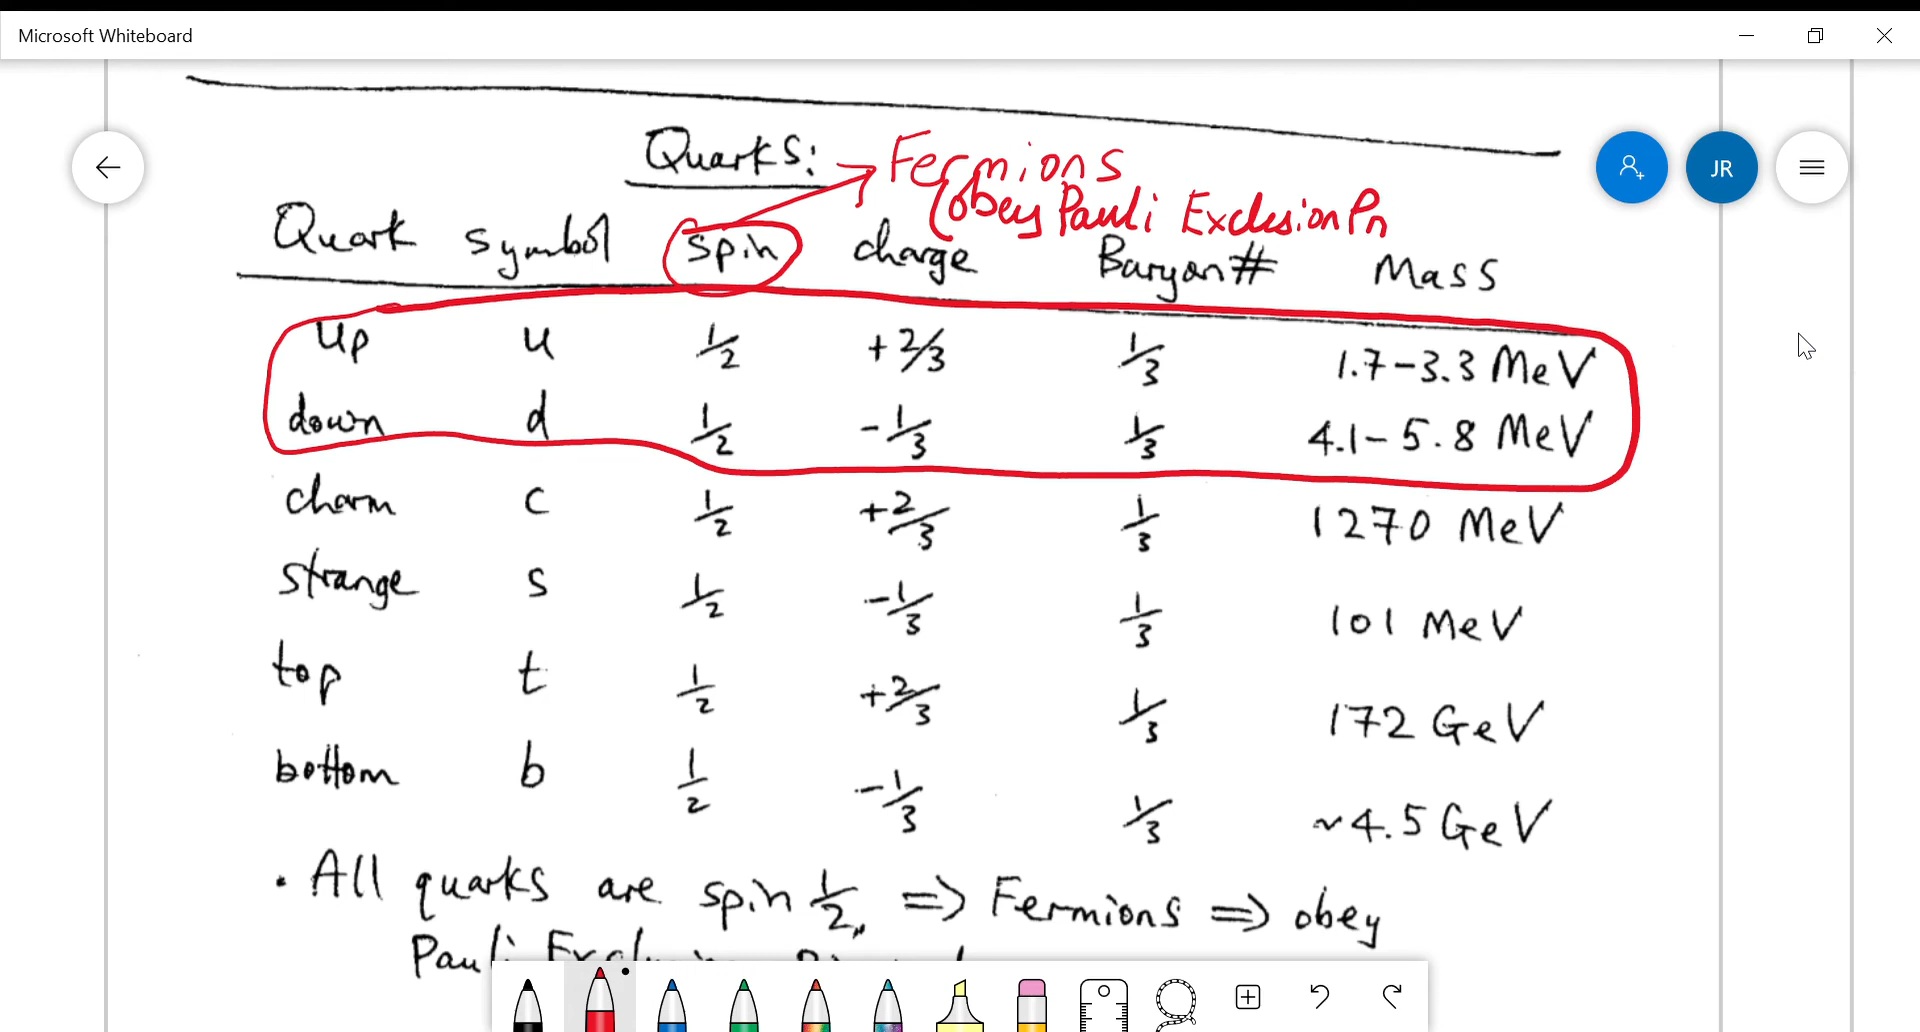 Microsoft Whiteboard
Quarks: Fermions
(obey Pauli Exclusion Pn
JR
Quark symbol spin charge Baryon # Mass
up u 1/2 +2/3 1/3 1.7-3.3 MeV
down d 1/2 -1/3 1/3 4.1-5.8 MeV
charm c 1/2 +2/3 1/3 1270 MeV
strange s 1/2 -1/3 1/3 101 MeV
top t 1/2 +2/3 1/3 172 GeV
bottom b 1/2 -1/3 1/3 ~4.5 GeV
• All quarks are spin 1/2, => Fermions => obey
Pauli